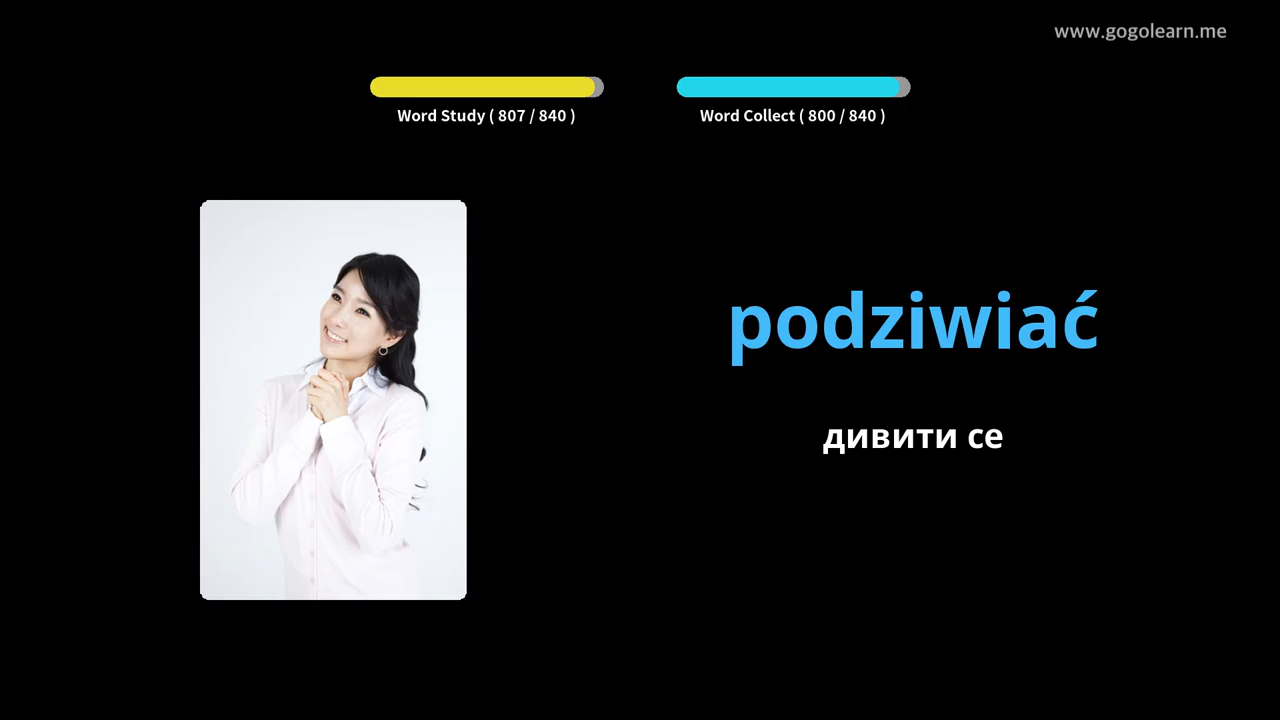 www.gogolearn.me
Word Study ( 807 / 840 )
Word Collect ( 800 / 840 )
podziwiać
дивити се